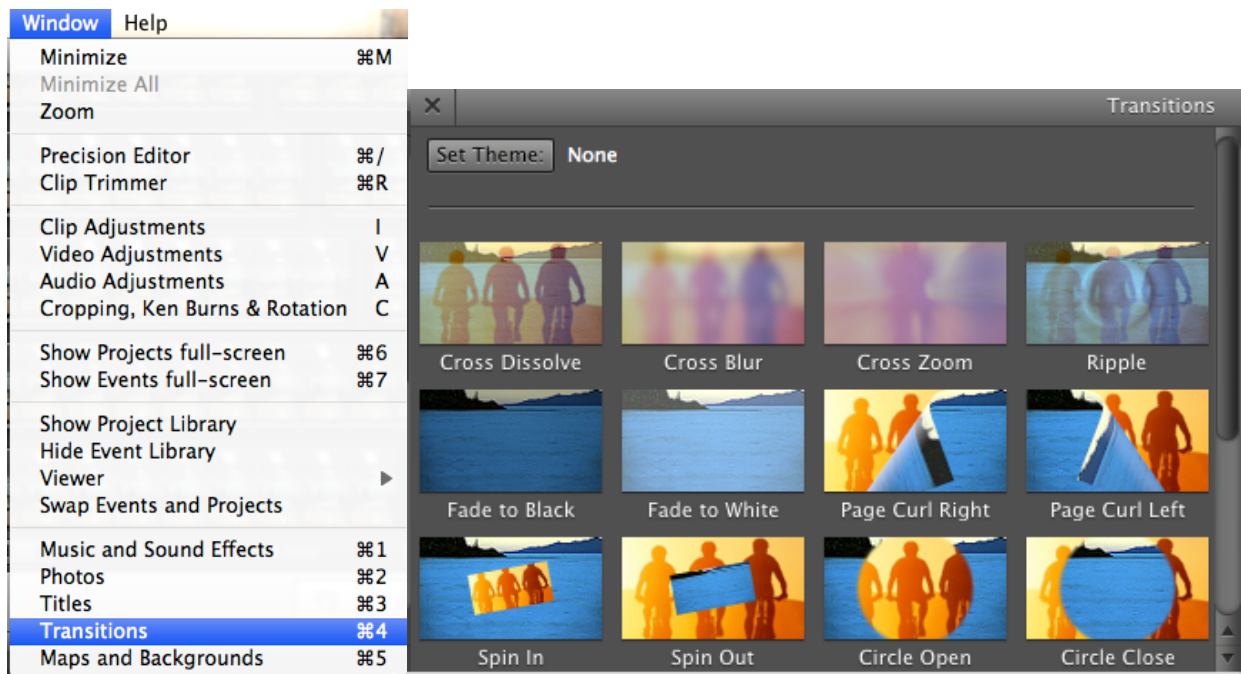 Window Help
Minimize ⌘M
Minimize All
Zoom
Precision Editor ⌘/
Clip Trimmer ⌘R
Clip Adjustments I
Video Adjustments V
Audio Adjustments A
Cropping, Ken Burns & Rotation C
Show Projects full-screen ⌘6
Show Events full-screen ⌘7
Show Project Library
Hide Event Library
Viewer ▶
Swap Events and Projects
Music and Sound Effects ⌘1
Photos ⌘2
Titles ⌘3
Transitions ⌘4
Maps and Backgrounds ⌘5
Transitions
Set Theme: None
Cross Dissolve Cross Blur Cross Zoom Ripple
Fade to Black Fade to White Page Curl Right Page Curl Left
Spin In Spin Out Circle Open Circle Close